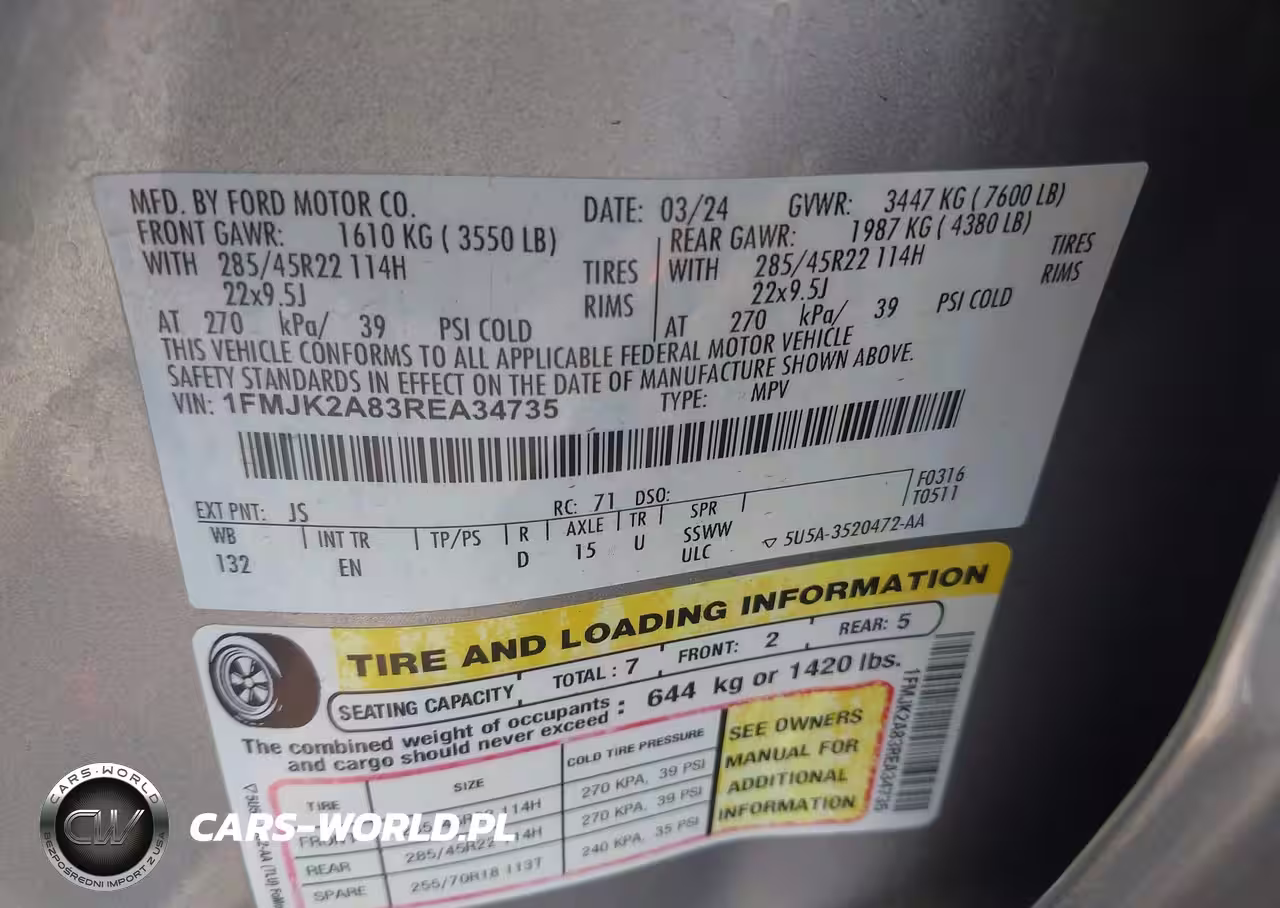 MFD. BY FORD MOTOR CO. DATE: 03/24 GVWR: 3447 KG ( 7600 LB)
FRONT GAWR: 1610 KG ( 3550 LB) REAR GAWR: 1987 KG ( 4380 LB)
WITH 285/45R22 114H TIRES WITH 285/45R22 114H TIRES
22x9.5J RIMS 22x9.5J RIMS
AT 270 kPa/ 39 PSI COLD AT 270 kPa/ 39 PSI COLD
THIS VEHICLE CONFORMS TO ALL APPLICABLE FEDERAL MOTOR VEHICLE
SAFETY STANDARDS IN EFFECT ON THE DATE OF MANUFACTURE SHOWN ABOVE.
VIN: 1FMJK2A83REA34735 TYPE: MPV
EXT PNT: JS RC: 71 DSO: F0316
T0511
WB INT TR TP/PS R AXLE TR SPR
132 EN D 15 U SSWW
ULC
5U5A-3520472-AA
TIRE AND LOADING INFORMATION
SEATING CAPACITY TOTAL : 7 FRONT: 2 REAR: 5
The combined weight of occupants : 644 kg or 1420 lbs.
and cargo should never exceed
TIRE SIZE COLD TIRE PRESSURE
FRONT 114H 270 KPA, 39 PSI
REAR 285/45R22 114H 270 KPA, 39 PSI
SPARE 255/70R18 113T 240 KPA, 35 PSI
SEE OWNERS
MANUAL FOR
ADDITIONAL
INFORMATION
1FMJK2A83REA34735
CARS-WORLD
CW
BEZPOŚREDNI IMPORT Z USA
CARS-WORLD.PL